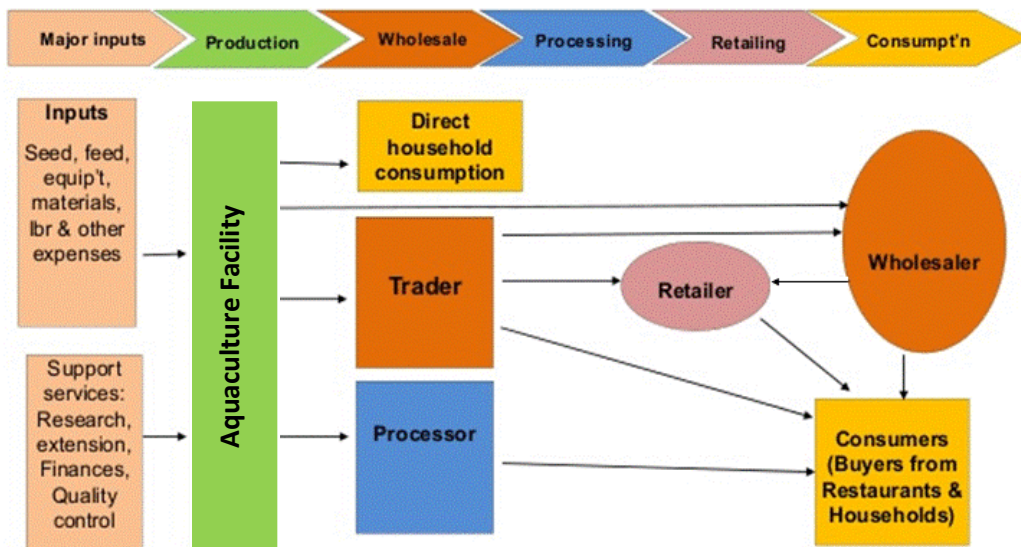 Major inputs
Production
Wholesale
Processing
Retailing
Consumpt'n
Inputs
Seed, feed,
equip't,
materials,
lbr & other
expenses
Support
services:
Research,
extension,
Finances,
Quality
control
Aquaculture Facility
Direct
household
consumption
Trader
Processor
Retailer
Wholesaler
Consumers
(Buyers from
Restaurants &
Households)